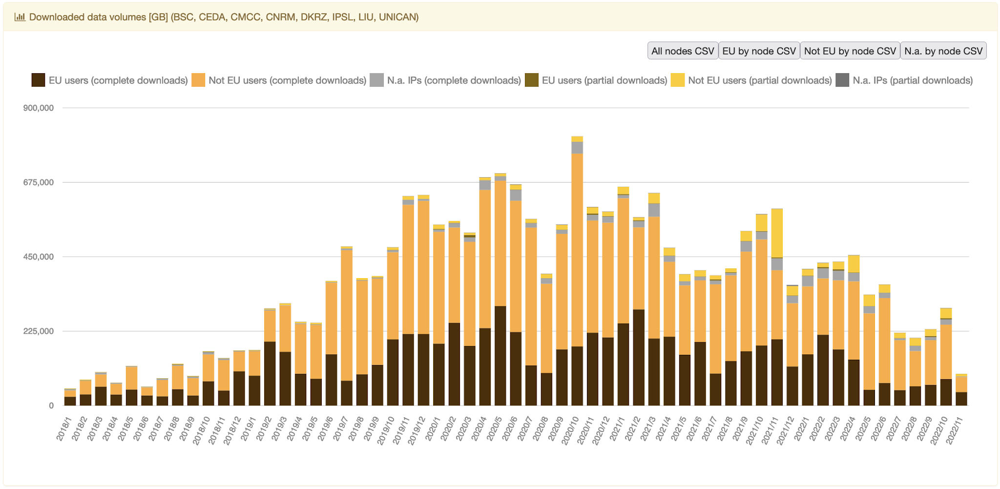 Downloaded data volumes [GB] (BSC, CEDA, CMCC, CNRM, DKRZ, IPSL, LIU, UNICAN)
All nodes CSV EU by node CSV Not EU by node CSV N.a. by node CSV
EU users (complete downloads) Not EU users (complete downloads) N.a. IPs (complete downloads) EU users (partial downloads) Not EU users (partial downloads) N.a. IPs (partial downloads)
900,000
675,000
450,000
225,000
0
2018/1 2018/2 2018/3 2018/4 2018/5 2018/6 2018/7 2018/8 2018/9 2018/10 2018/11 2018/12 2019/1 2019/2 2019/3 2019/4 2019/5 2019/6 2019/7 2019/8 2019/9 2019/10 2019/11 2019/12 2020/1 2020/2 2020/3 2020/4 2020/5 2020/6 2020/7 2020/8 2020/9 2020/10 2020/11 2020/12 2021/1 2021/2 2021/3 2021/4 2021/5 2021/6 2021/7 2021/8 2021/9 2021/10 2021/11 2021/12 2022/1 2022/2 2022/3 2022/4 2022/5 2022/6 2022/7 2022/8 2022/9 2022/10 2022/11